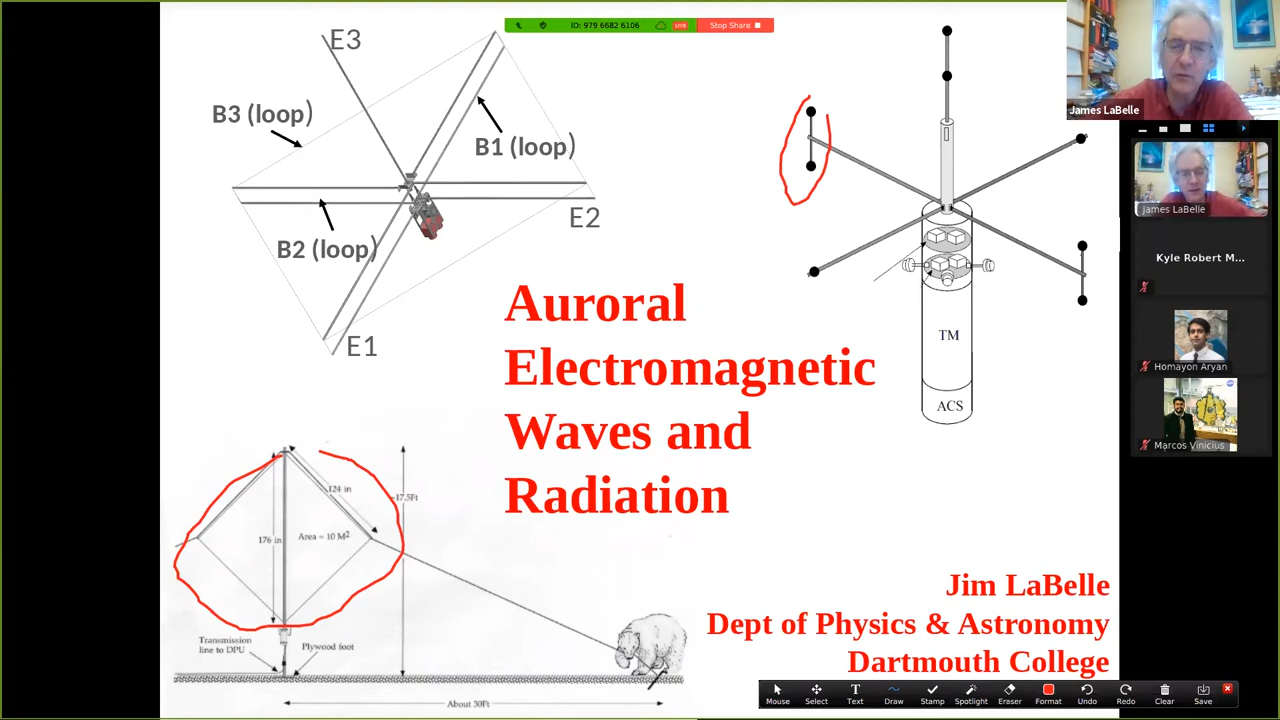 E3
B3 (loop)
B1 (loop)
B2 (loop)
E2
E1
ID: 979 6682 6106
LIVE
Stop Share
TM
ACS
Auroral
Electromagnetic
Waves and
Radiation
124 in
17.5Ft
176 in
Area = 10 M²
Transmission
line to DPU
Plywood foot
About 30Ft
Jim LaBelle
Dept of Physics & Astronomy
Dartmouth College
James LaBelle
James LaBelle
Kyle Robert M...
Homayon Aryan
Marcos Vinicius
Mouse
Select
Text
Draw
Stamp
Spotlight
Eraser
Format
Undo
Redo
Clear
Save